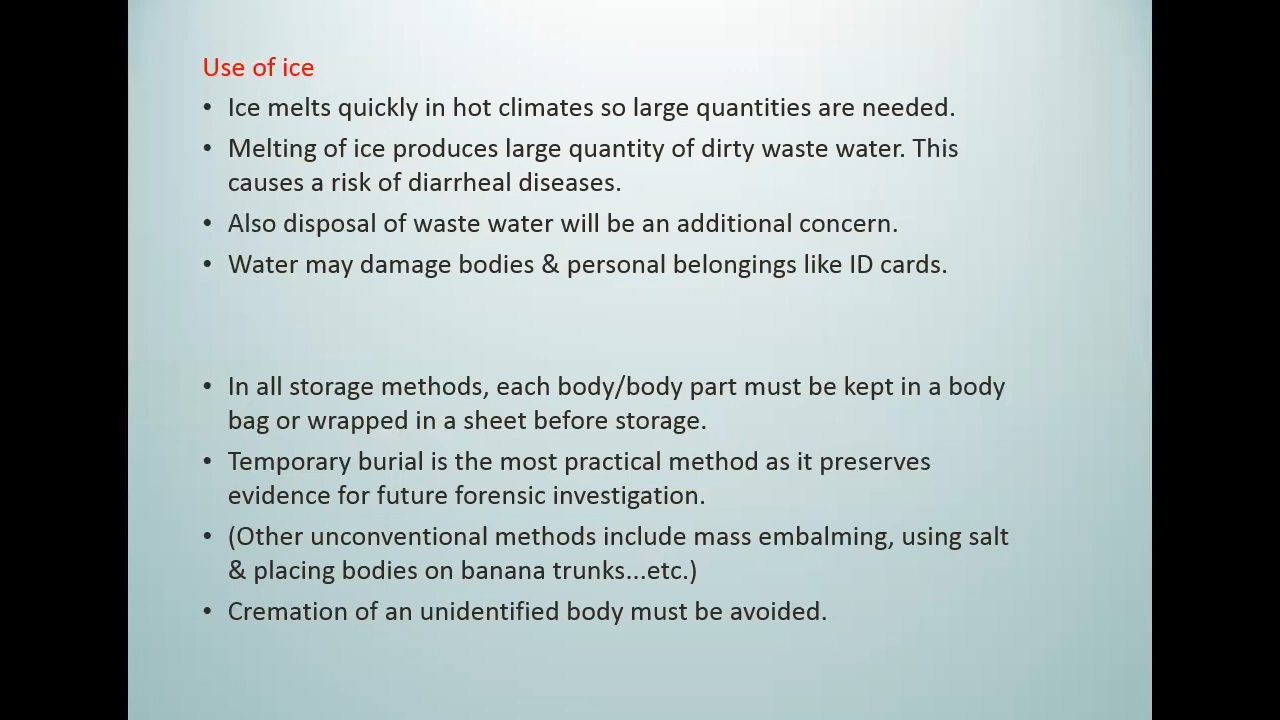 Use of ice
• Ice melts quickly in hot climates so large quantities are needed.
• Melting of ice produces large quantity of dirty waste water. This
causes a risk of diarrheal diseases.
• Also disposal of waste water will be an additional concern.
• Water may damage bodies & personal belongings like ID cards.
• In all storage methods, each body/body part must be kept in a body
bag or wrapped in a sheet before storage.
• Temporary burial is the most practical method as it preserves
evidence for future forensic investigation.
• (Other unconventional methods include mass embalming, using salt
& placing bodies on banana trunks...etc.)
• Cremation of an unidentified body must be avoided.